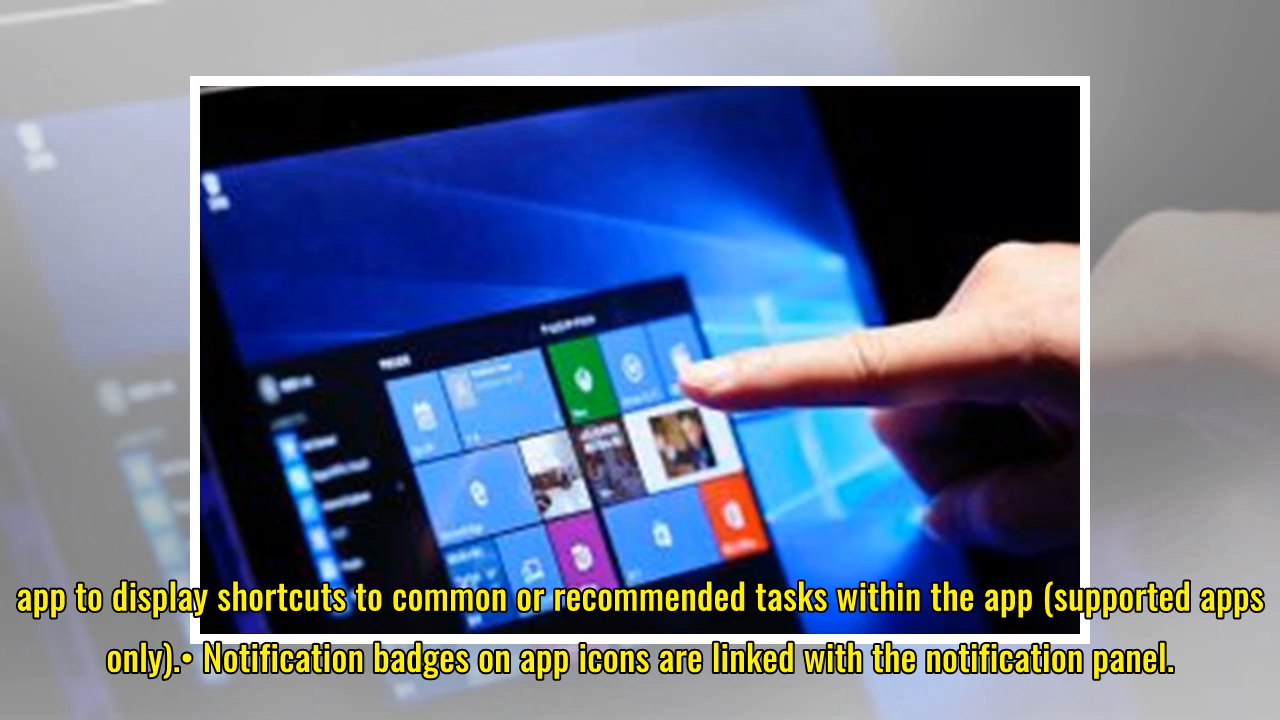 app to display shortcuts to common or recommended tasks within the app (supported apps
only).• Notification badges on app icons are linked with the notification panel.